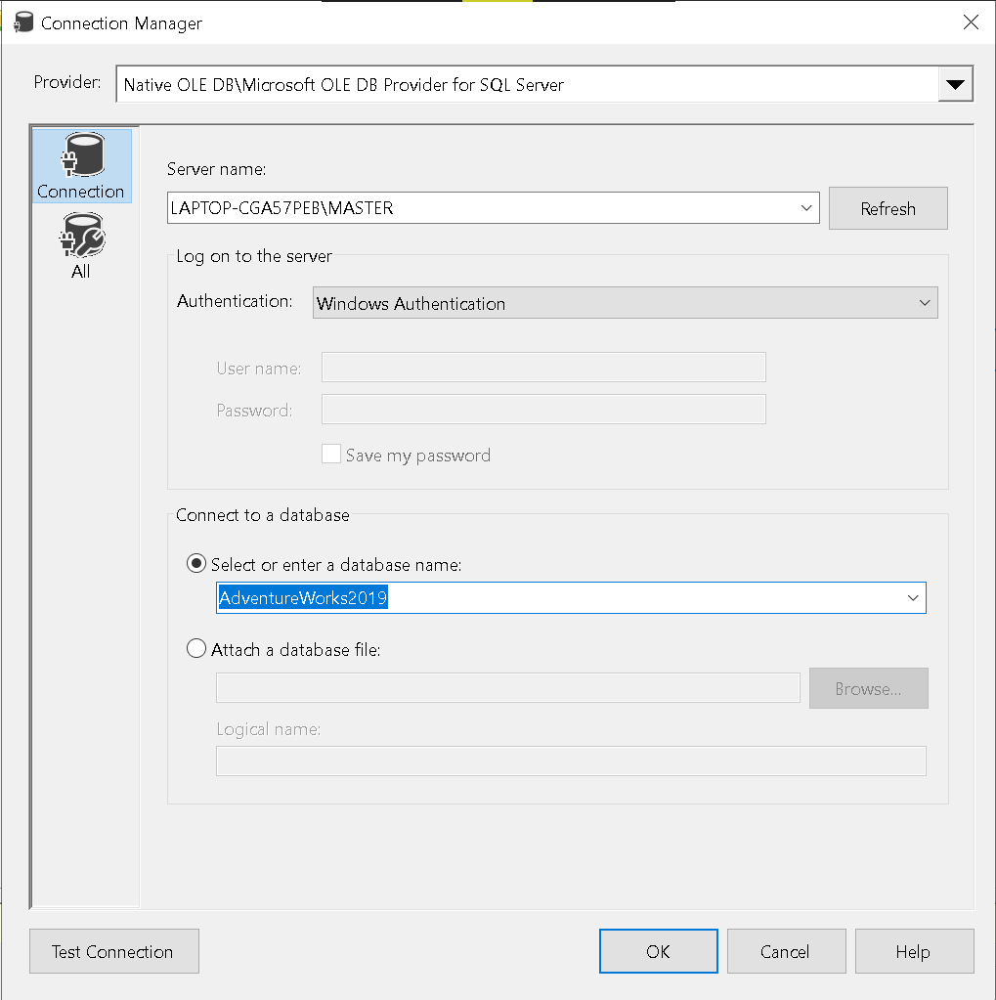 Connection Manager
Provider: Native OLE DB\Microsoft OLE DB Provider for SQL Server
Connection
All
Server name:
LAPTOP-CGA57PEB\MASTER Refresh
Log on to the server
Authentication: Windows Authentication
User name:
Password:
Save my password
Connect to a database
Select or enter a database name:
AdventureWorks2019
Attach a database file:
Browse...
Logical name:
Test Connection OK Cancel Help